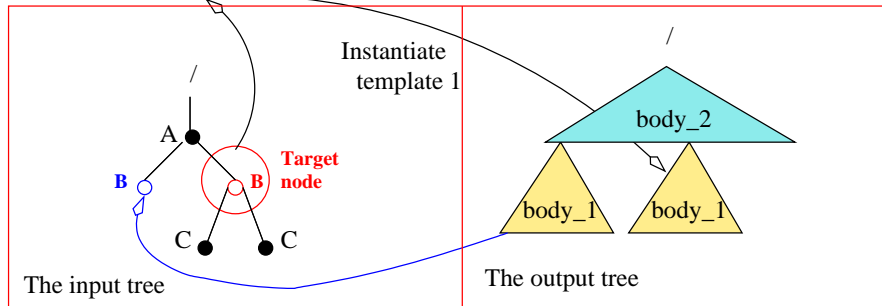 Instantiate
template 1
/
A
B
B
Target
node
C
C
The input tree
/
body_2
body_1
body_1
The output tree